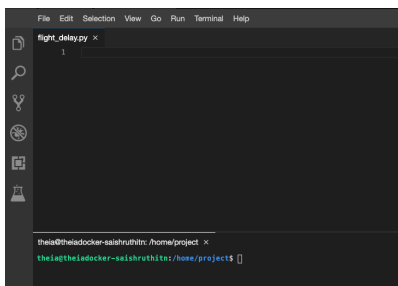 File Edit Selection View Go Run Terminal Help
flight_delay.py ×
1
theia@theiadocker-saishruthitn: /home/project ×
theia@theiadocker-saishruthitn:/home/project$